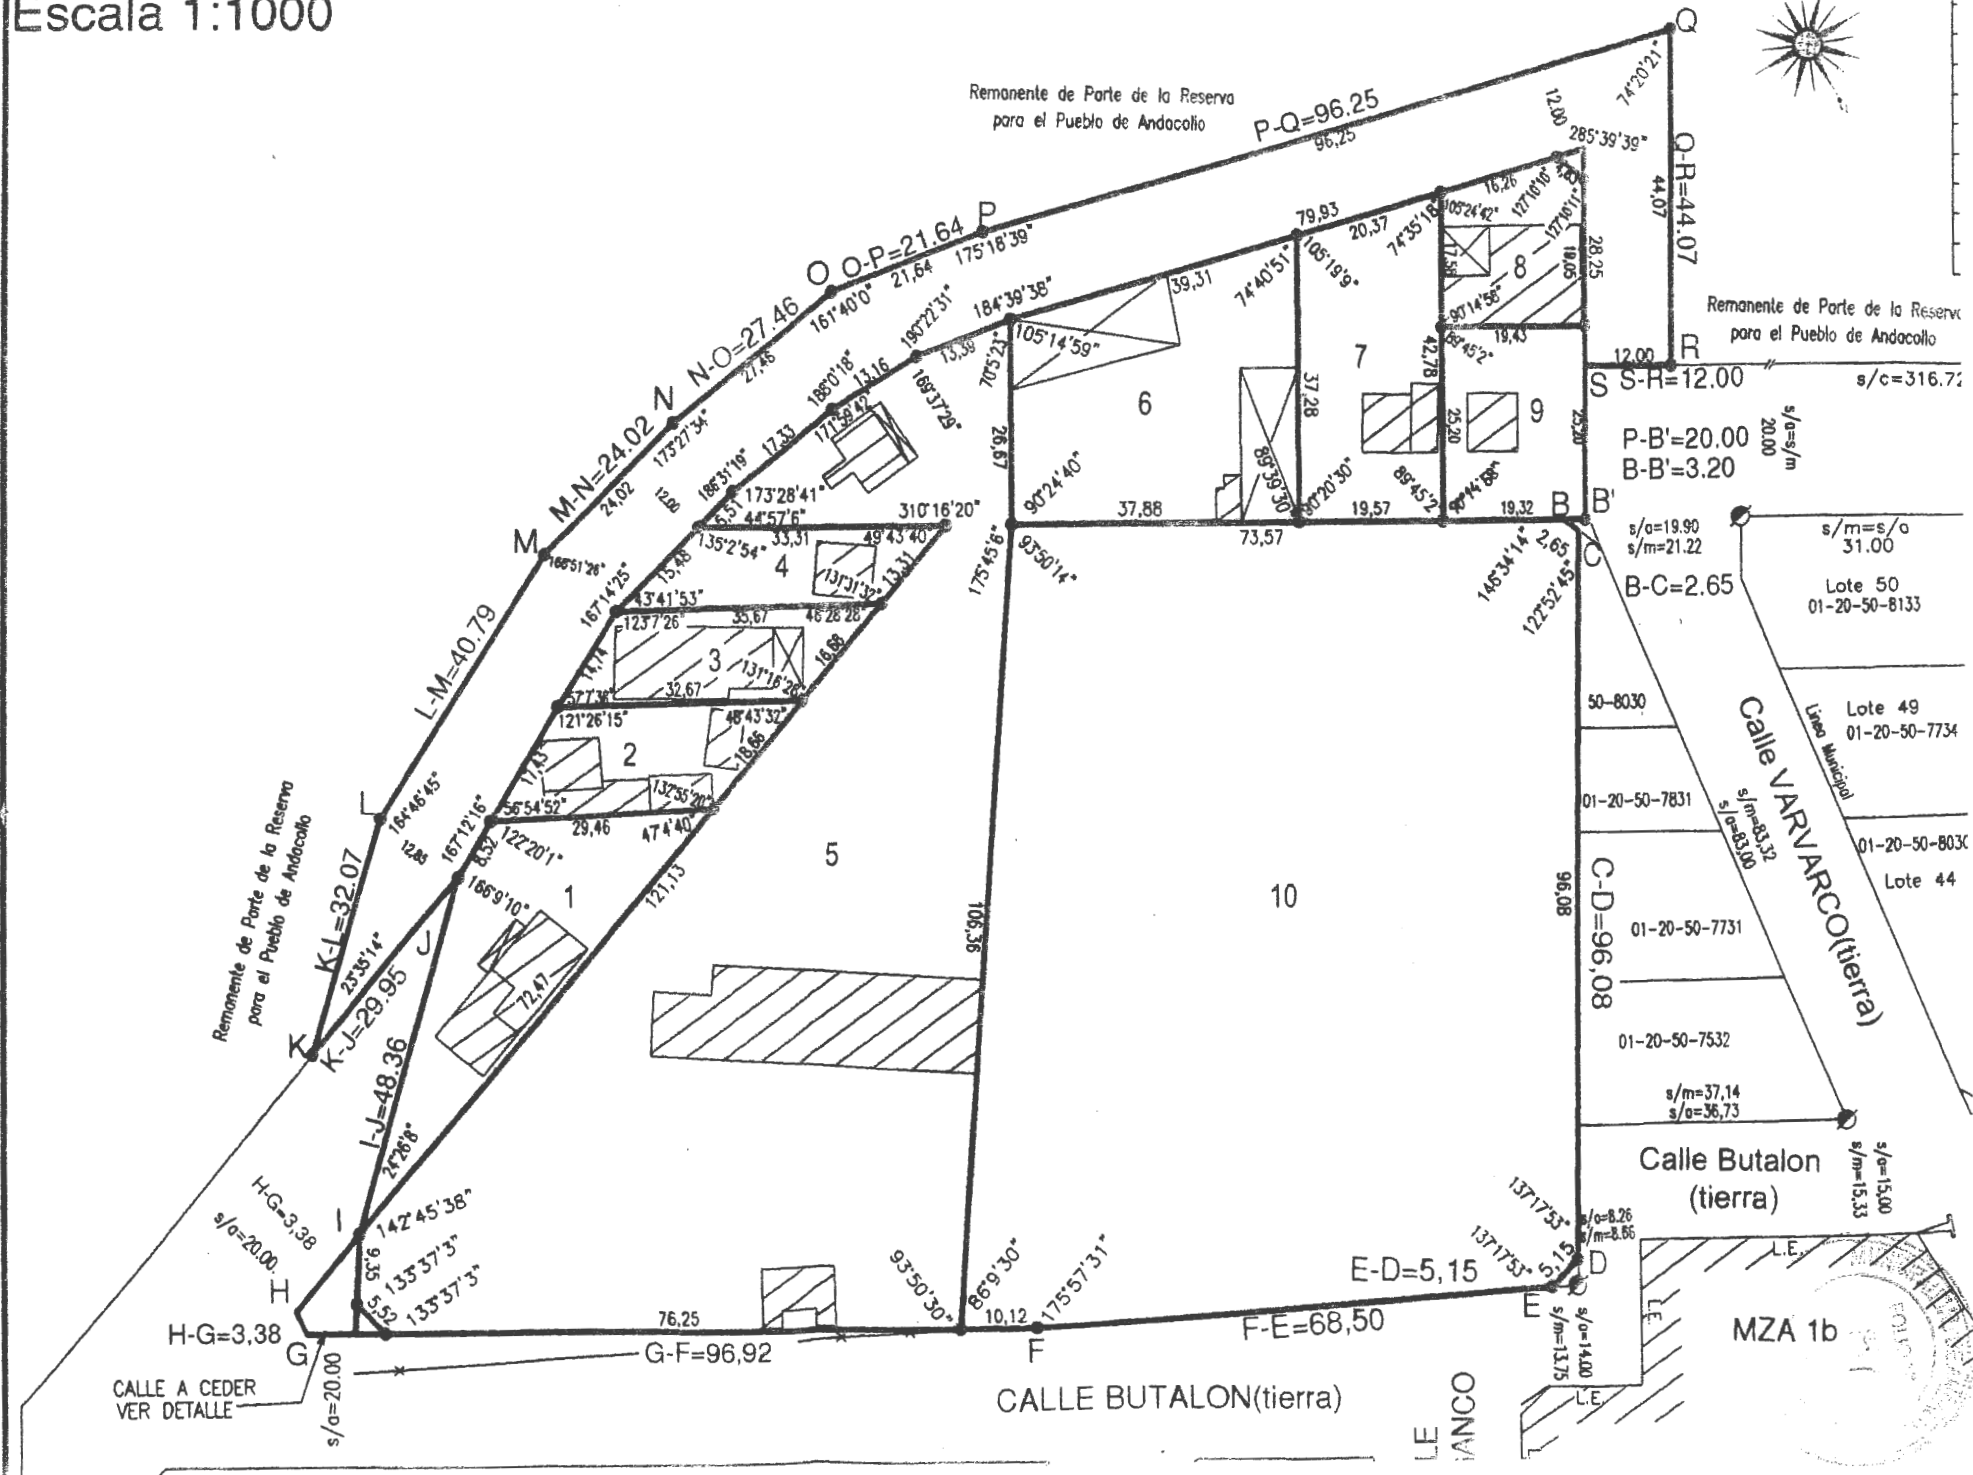 Escala 1:1000
Q
Remanente de Parte de la Reserva
para el Pueblo de Andacollo
P-Q=96.25
96,25
74°20'21"
12.00
285°39'39"
Q-R=44.07
44,07
P
O
O-P=21.64
21,64
175°18'39"
161°40'0"
N-O=27.46
27,46
N
173°27'34"
M-N=24.02
24,02
12.00
M
166°51'26"
L-M=40.79
L
164°46'45"
12,85
K-L=32.07
K
23°35'14"
K-J=29.95
J
I-J=48.36
24°26'8"
Remanente de Parte de la Reserva
para el Pueblo de Andacollo
79,93
20,37
74°35'18"
16,26
105°24'42"
127°10'10"
127°10'11"
28,25
19,05
8
17,58
90°14'58"
19,43
89°45'2"
39,31
74°40'51"
105°19'9"
184°39'38"
105°14'59"
70°5'23"
190°22'31"
13,39
169°37'29"
188°0'18"
13,16
171°59'42"
17,33
186°31'19"
173°28'41"
5,51
44°57'6"
310°16'20"
33,31
49°43'40"
135°2'54"
4
15,48
13,31
131°31'32"
167°14'25"
43°41'53"
35,67
46°28'28"
123°7'26"
3
14,74
16,68
131°16'28"
57°7'38"
32,67
48°43'32"
121°26'15"
2
17,43
18,66
132°55'20"
56°54'52"
29,46
47°4'40"
122°20'1"
167°12'16"
8,52
166°9'10"
1
72,47
121,13
5
106,36
10
6
26,67
90°24'40"
37,88
73,57
175°45'8"
93°50'14"
7
37,28
89°39'30"
90°20'30"
19,57
89°45'2"
42,78
25,20
9
25,20
90°14'58"
19,32
B
B'
146°34'14"
2,65
C
122°52'45"
Remanente de Parte de la Reserva
para el Pueblo de Andacollo
12.00
R
S
S-R=12.00
s/c=316.72
P-B'=20.00
B-B'=3.20
s/a=s/m
20.00
s/a=19.90
s/m=21.22
s/m=s/a
31.00
B-C=2.65
Lote 50
01-20-50-8133
50-8030
Calle VARVARCO(tierra)
Linea Municipal
Lote 49
01-20-50-7734
01-20-50-7831
s/m=83,32
s/a=83,00
01-20-50-8030
Lote 44
96,08
C-D=96,08
01-20-50-7731
01-20-50-7532
s/m=37,14
s/a=36,73
Calle Butalon
(tierra)
s/a=15,00
s/m=15,33
137°17'53"
137°17'53"
s/a=8.26
s/m=8.66
5,15
D
E-D=5,15
E
L.E.
L.E.
L.E.
MZA 1b
s/a=14.00
s/m=13.75
H-G=3,38
s/a=20.00.
I
142°45'38"
9,35
133°37'3"
5,52
133°37'3"
H
H-G=3,38
G
76,25
93°50'30"
86°9'30"
10,12
175°57'31"
G-F=96,92
F
F-E=68,50
CALLE A CEDER
VER DETALLE
s/a=20.00
CALLE BUTALON(tierra)